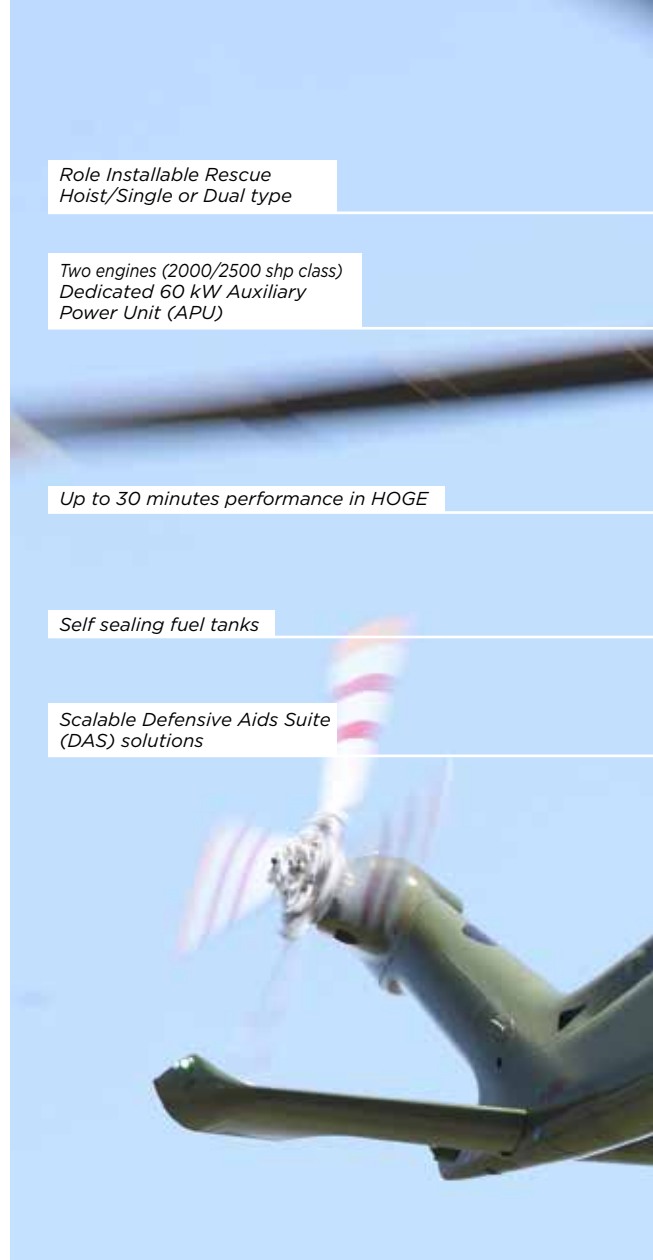 Role Installable Rescue
Hoist/Single or Dual type
Two engines (2000/2500 shp class)
Dedicated 60 kW Auxiliary
Power Unit (APU)
Up to 30 minutes performance in HOGE
Self sealing fuel tanks
Scalable Defensive Aids Suite
(DAS) solutions